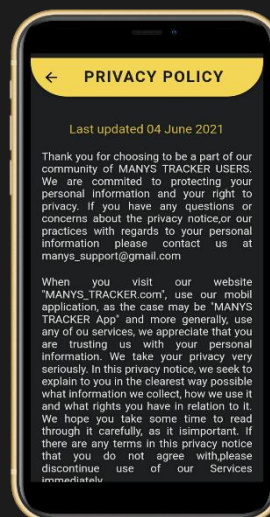 PRIVACY POLICY
Last updated 04 June 2021
Thank you for choosing to be a part of our
community of MANYS TRACKER USERS.
We are commited to protecting your
personal information and your right to
privacy. If you have any questions or
concerns about the privacy notice,or our
practices with regards to your personal
information please contact us at
manys_support@gmail.com
When you visit our website
"MANYS_TRACKER.com", use our mobil
application, as the case may be "MANYS
TRACKER App" and more generally, use
any of ou services, we appreciate that you
are trusting us with your personal
information. We take your privacy very
seriously. In this privacy notice, we seek to
explain to you in the clearest way possible
what information we collect, how we use it
and what rights you have in relation to it.
We hope you take some time to read
through it carefully, as it isimportant. If
there are any terms in this privacy notice
that you do not agree with,please
discontinue use of our Services
immediately